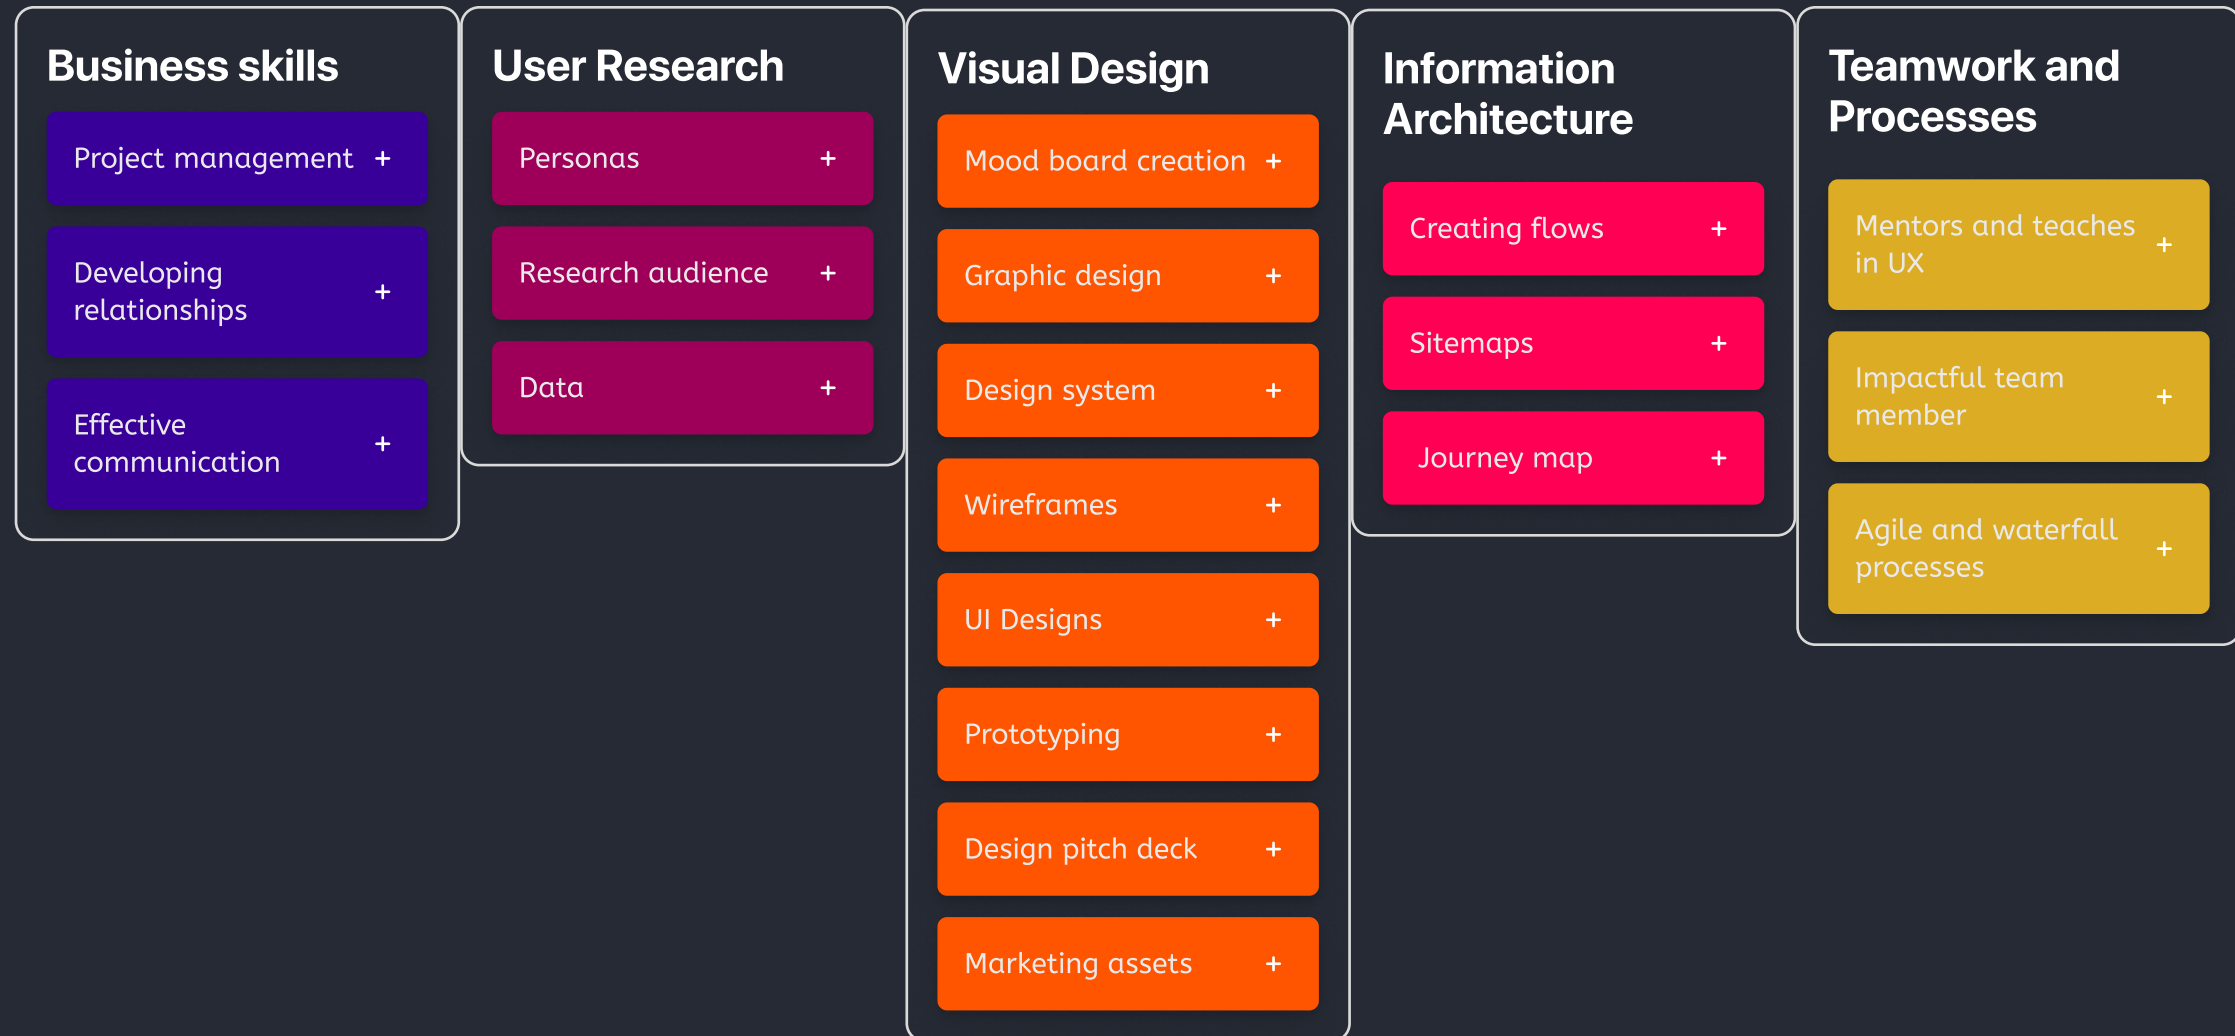 Business skills
Project management +
Developing
relationships
+
Effective
communication
+
User Research
Personas +
Research audience +
Data +
Visual Design
Mood board creation +
Graphic design +
Design system +
Wireframes +
UI Designs +
Prototyping +
Design pitch deck +
Marketing assets +
Information
Architecture
Creating flows +
Sitemaps +
Journey map +
Teamwork and
Processes
Mentors and teaches
in UX
+
Impactful team
member
+
Agile and waterfall
processes
+